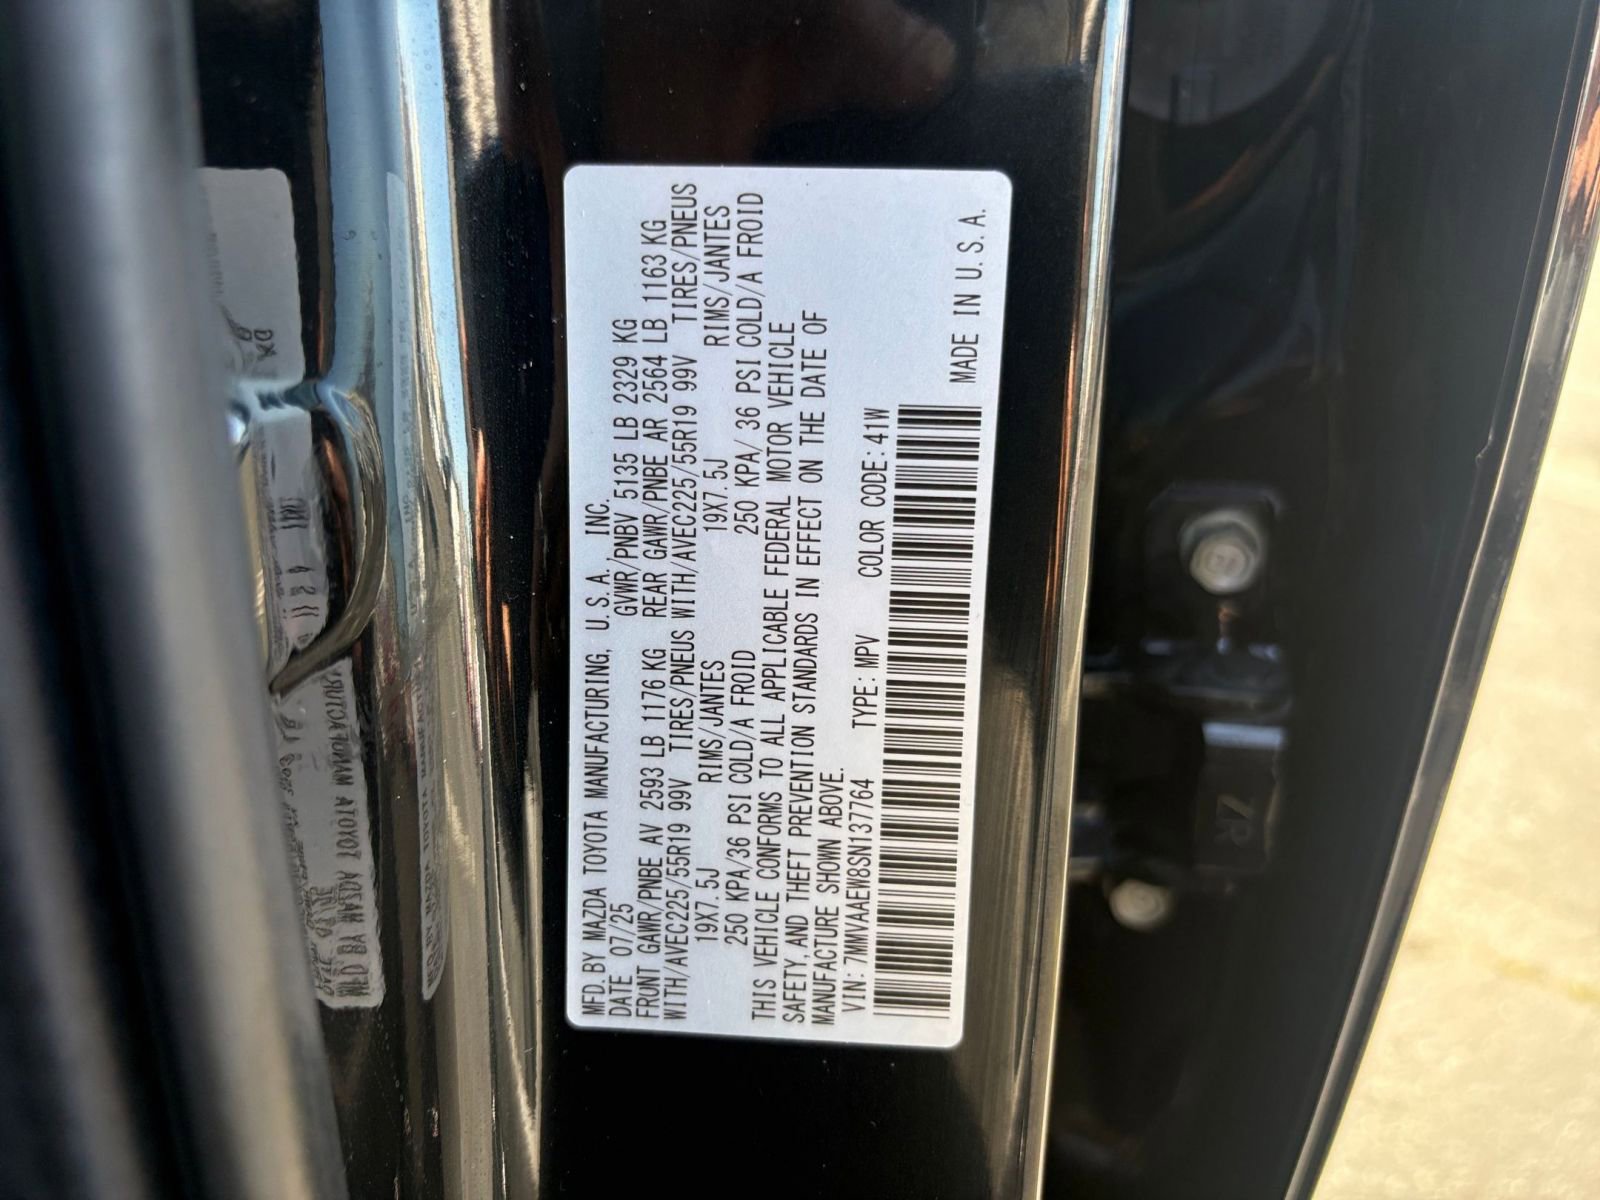 MFD. BY MAZDA TOYOTA MANUFACTURING, U. S. A., INC.
DATE 07/25 GVWR/PNBV 5135 LB 2329 KG
FRONT GAWR/PNBE AV 2593 LB 1176 KG REAR GAWR/PNBE AR 2564 LB 1163 KG
WITH/AVEC225/55R19 99V TIRES/PNEUS WITH/AVEC225/55R19 99V TIRES/PNEUS
19X7. 5J RIMS/JANTES 19X7. 5J RIMS/JANTES
250 KPA/36 PSI COLD/A FROID 250 KPA/ 36 PSI COLD/A FROID
THIS VEHICLE CONFORMS TO ALL APPLICABLE FEDERAL MOTOR VEHICLE
SAFETY, AND THEFT PREVENTION STANDARDS IN EFFECT ON THE DATE OF
MANUFACTURE SHOWN ABOVE.
VIN: 7MMVAAEW8SN137764 TYPE: MPV COLOR CODE: 41W
MADE IN U. S. A.
ZR